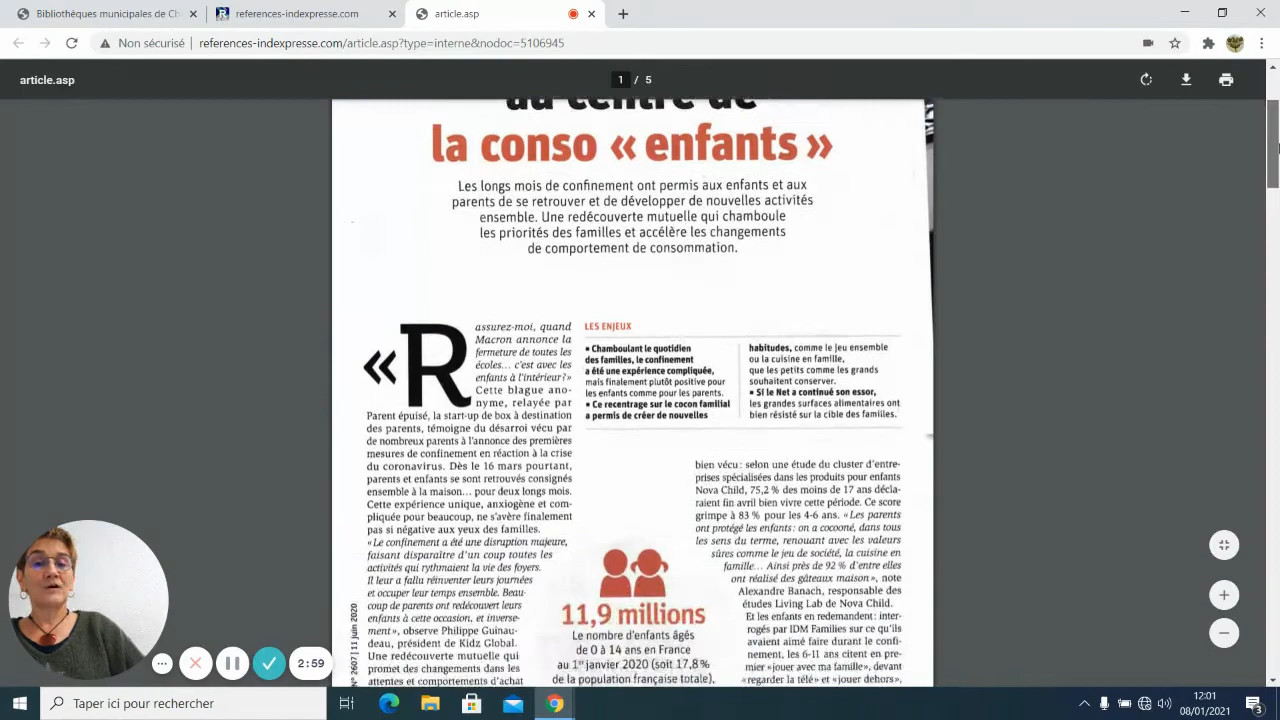 Bibliothèques municipales de Ch
references-indexpresse.com
article.asp
Non sécurisé
references-indexpresse.com/article.asp?type=interne&nodoc=5106945
article.asp
1 / 5
au centre de
la conso « enfants »
Les longs mois de confinement ont permis aux enfants et aux
parents de se retrouver et de développer de nouvelles activités
ensemble. Une redécouverte mutuelle qui chamboule
les priorités des familles et accélère les changements
de comportement de consommation.
«R
assurez-moi, quand
Macron annonce la
fermeture de toutes les
écoles… c'est avec les
enfants à l'intérieur?»
Cette blague ano-
nyme, relayée par
Parent épuisé, la start-up de box à destination
des parents, témoigne du désarroi vécu par
de nombreux parents à l'annonce des premières
mesures de confinement en réaction à la crise
du coronavirus. Dès le 16 mars pourtant,
parents et enfants se sont retrouvés consignés
ensemble à la maison… pour deux longs mois.
Cette expérience unique, anxiogène et com-
pliquée pour beaucoup, ne s'avère finalement
pas si négative aux yeux des familles.
«Le confinement a été une disruption majeure,
faisant disparaître d'un coup toutes les
activités qui rythmaient la vie des foyers.
Il leur a fallu réinventer leurs journées
et occuper leur temps ensemble. Beau-
coup de parents ont redécouvert leurs
enfants à cette occasion, et inverse-
ment», observe Philippe Guinau-
deau, président de Kidz Global.
Une redécouverte mutuelle qui
promet des changements dans les
attentes et comportements d'achat
LES ENJEUX
▪ Chamboulant le quotidien
des familles, le confinement
a été une expérience compliquée,
mais finalement plutôt positive pour
les enfants comme pour les parents.
▪ Ce recentrage sur le cocon familial
a permis de créer de nouvelles
habitudes, comme le jeu ensemble
ou la cuisine en famille,
que les petits comme les grands
souhaitent conserver.
▪ Si le Net a continué son essor,
les grandes surfaces alimentaires ont
bien résisté sur la cible des familles.
11,9 millions
Le nombre d'enfants âgés
de 0 à 14 ans en France
au 1er janvier 2020 (soit 17,8%
de la population française totale),
bien vécu : selon une étude du cluster d'entre-
prises spécialisées dans les produits pour enfants
Nova Child, 75,2 % des moins de 17 ans décla-
raient fin avril bien vivre cette période. Ce score
grimpe à 83 % pour les 4-6 ans. «Les parents
ont protégé les enfants : on a cocooné, dans tous
les sens du terme, renouant avec les valeurs
sûres comme le jeu de société, la cuisine en
famille… Ainsi près de 92 % d'entre elles
ont réalisé des gâteaux maison», note
Alexandre Banach, responsable des
études Living Lab de Nova Child.
Et les enfants en redemandent : inter-
rogés par IDM Families sur ce qu'ils
avaient aimé faire durant le confi-
nement, les 6-11 ans citent en pre-
mier «jouer avec ma famille», devant
«regarder la télé» et «jouer dehors»,
N° 2607 | 11 juin 2020
2:59
Taper ici pour rechercher
12:01
08/01/2021
3